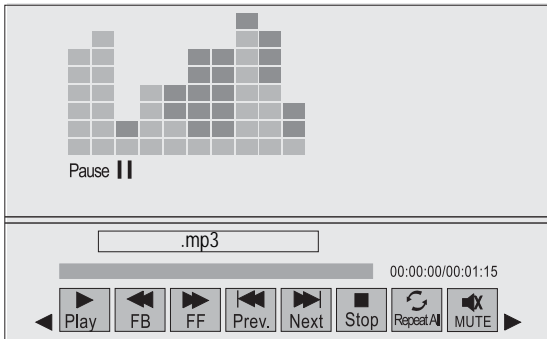 Pause
.mp3
00:00:00/00:01:15
Play FB FF Prev. Next Stop Repeat All MUTE